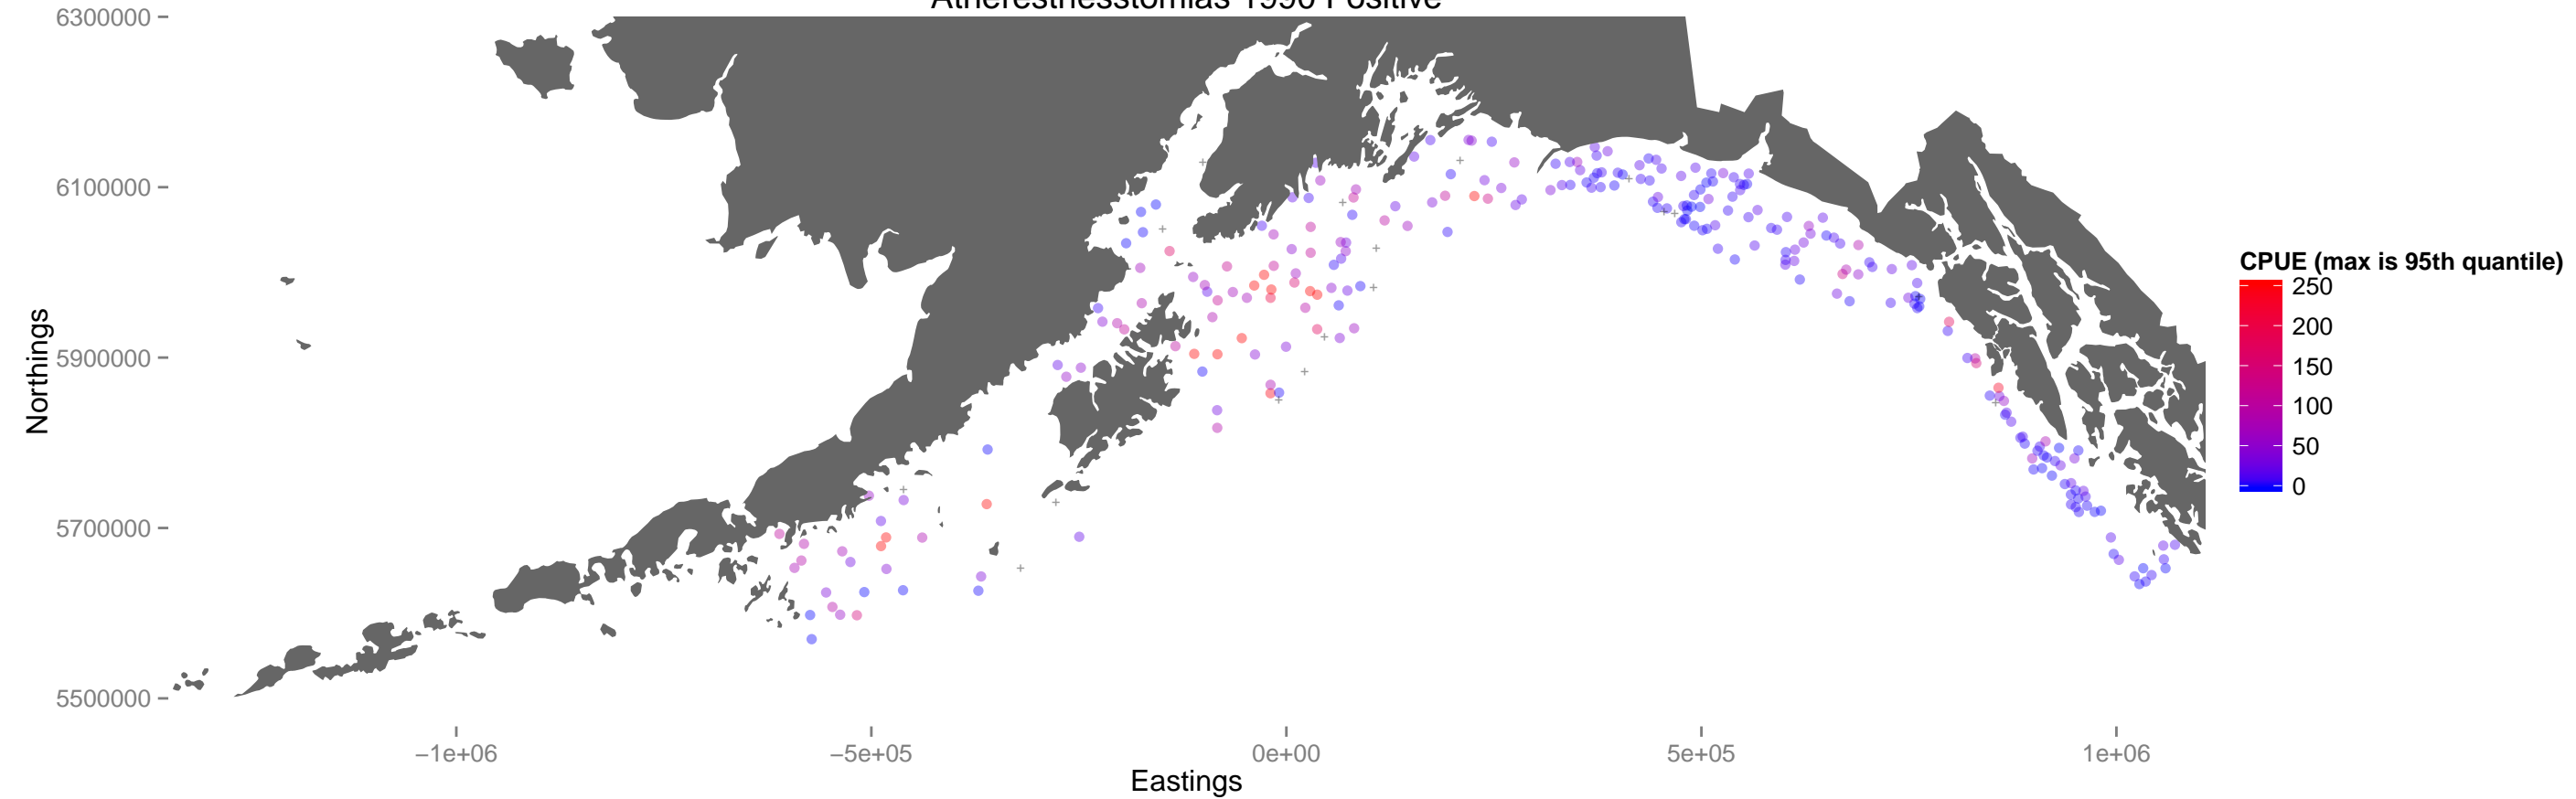 Atheresthesstomias 1990 Positive
6300000
6100000
5900000
5700000
5500000
Northings
−1e+06
−5e+05
0e+00
5e+05
1e+06
Eastings
CPUE (max is 95th quantile)
250
200
150
100
50
0